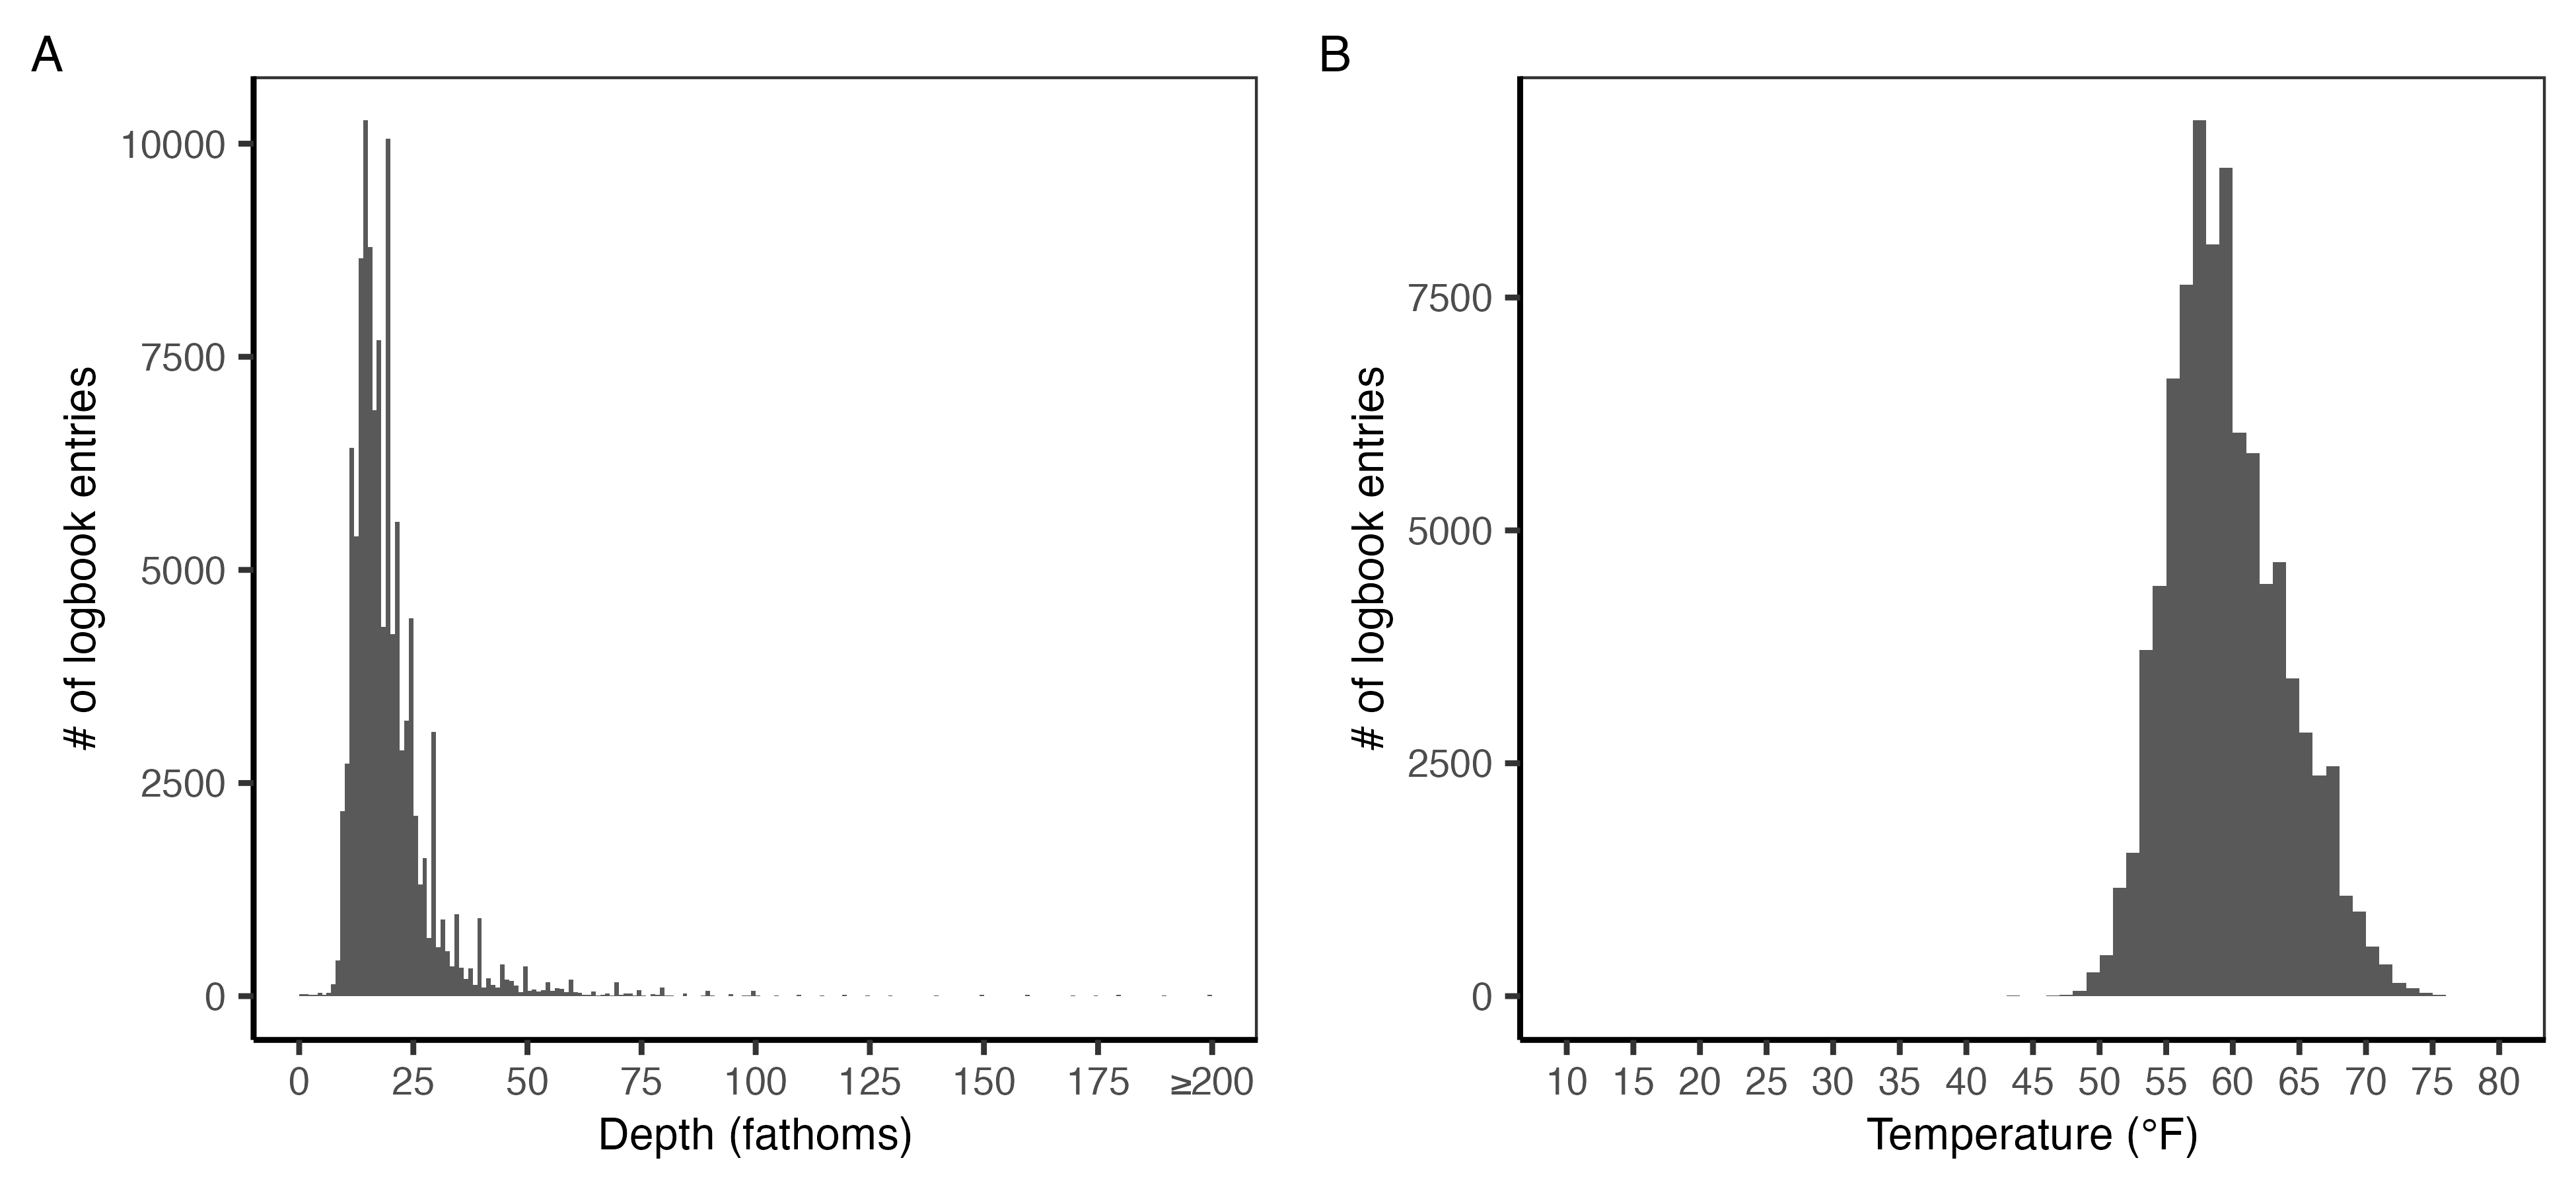 A
10000
7500
5000
2500
0
# of logbook entries
0 25 50 75 100 125 150 175 ≥200
Depth (fathoms)
B
7500
5000
2500
0
# of logbook entries
10 15 20 25 30 35 40 45 50 55 60 65 70 75 80
Temperature (°F)